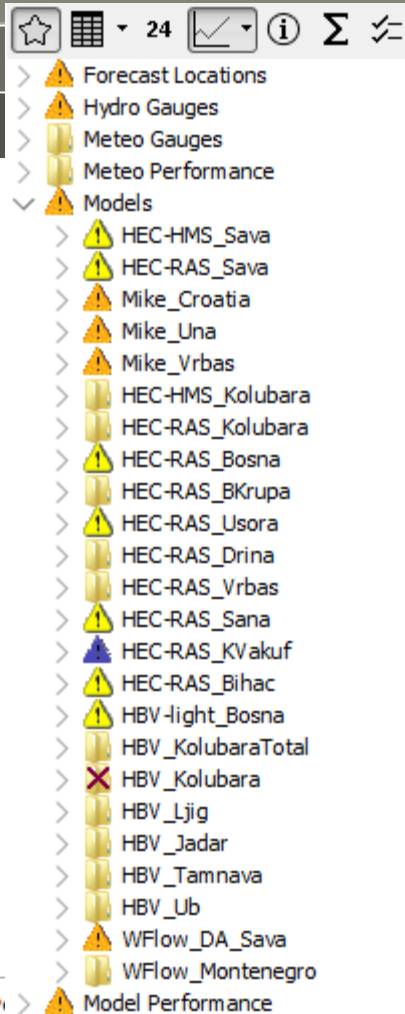 24
Forecast Locations
Hydro Gauges
Meteo Gauges
Meteo Performance
Models
HEC-HMS_Sava
HEC-RAS_Sava
Mike_Croatia
Mike_Una
Mike_Vrbas
HEC-HMS_Kolubara
HEC-RAS_Kolubara
HEC-RAS_Bosna
HEC-RAS_BKrupa
HEC-RAS_Usora
HEC-RAS_Drina
HEC-RAS_Vrbas
HEC-RAS_Sana
HEC-RAS_KVakuf
HEC-RAS_Bihac
HBV-light_Bosna
HBV_KolubaraTotal
HBV_Kolubara
HBV_Ljig
HBV_Jadar
HBV_Tamnava
HBV_Ub
WFlow_DA_Sava
WFlow_Montenegro
Model Performance